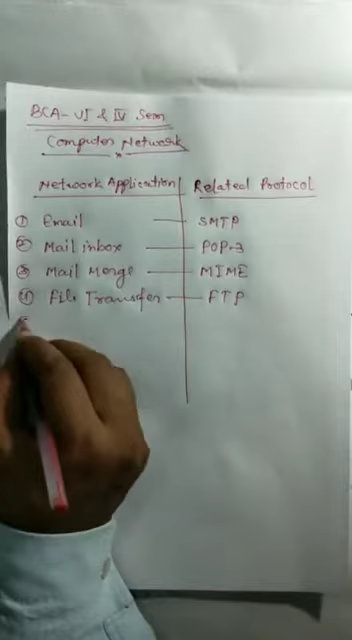 BCA- VI & IV Sem
Computer Network
Network Application Related Protocol
① Email — SMTP
② Mail inbox — POP-3
③ Mail Merge — MIME
④ File Transfer — FTP